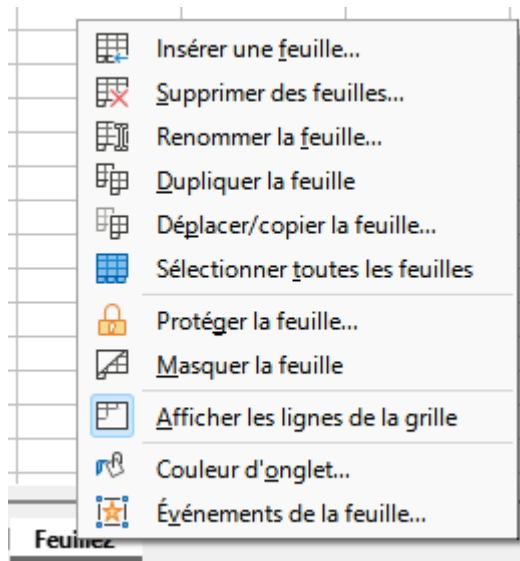 Insérer une feuille...
Supprimer des feuilles...
Renommer la feuille...
Dupliquer la feuille
Déplacer/copier la feuille...
Sélectionner toutes les feuilles
Protéger la feuille...
Masquer la feuille
Afficher les lignes de la grille
Couleur d'onglet...
Événements de la feuille...
Feuille2